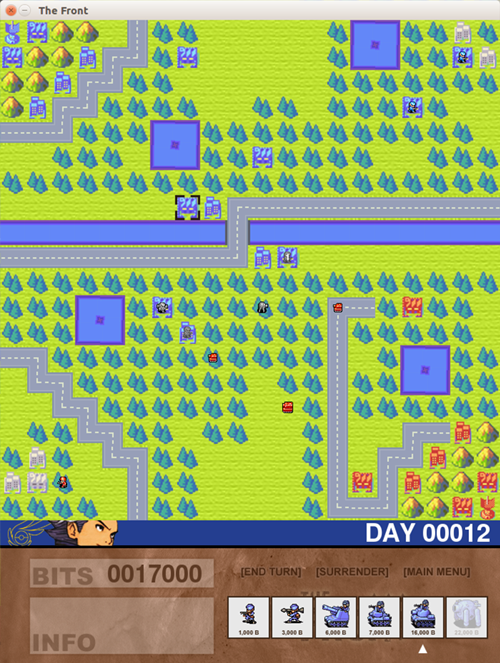 The Front
DAY 00012
BITS 0017000
[END TURN] [SURRENDER] [MAIN MENU]
THE
INFO
1,000 B 3,000 B 6,000 B 7,000 B 16,000 B 22,000 B